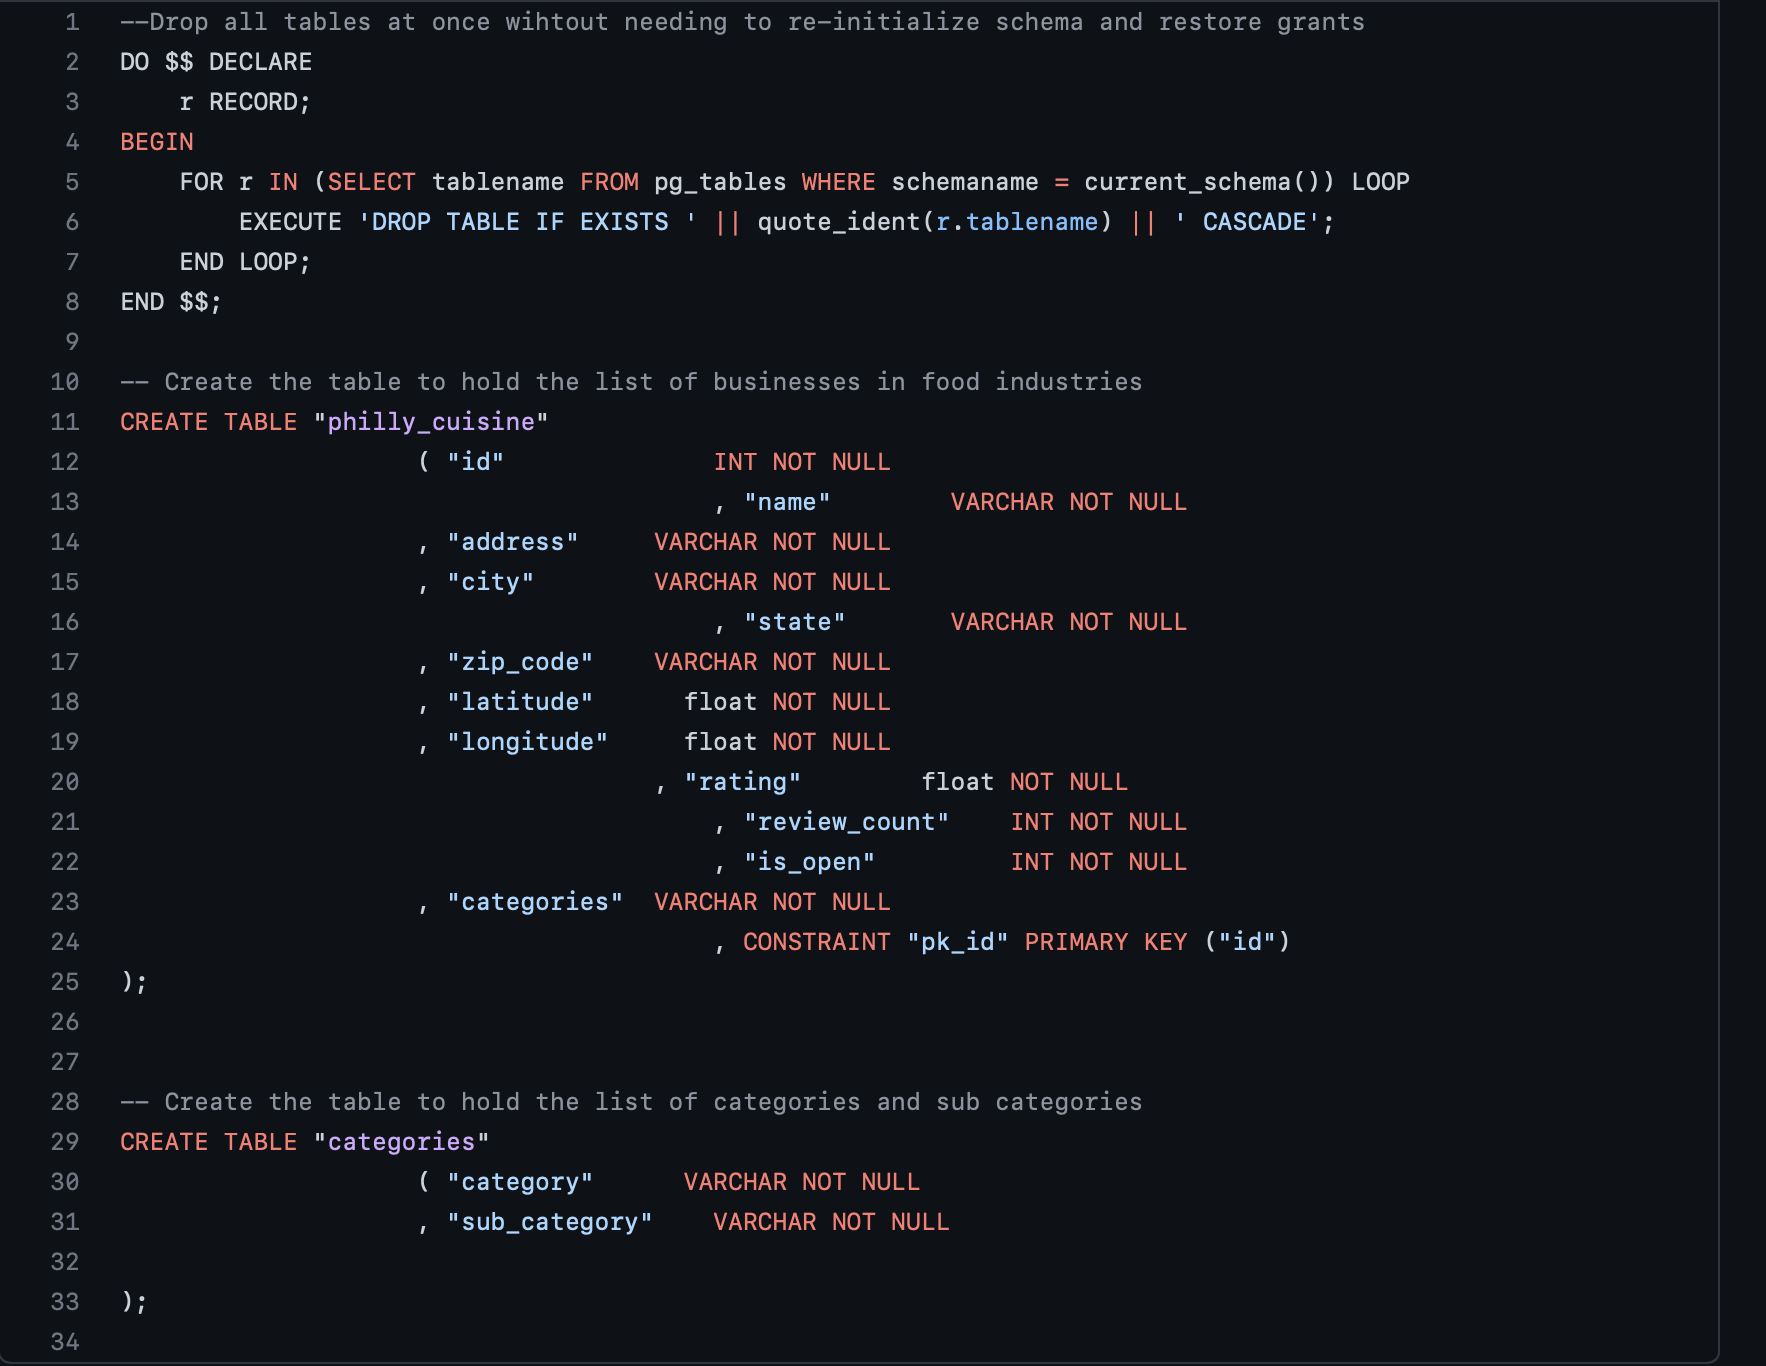 1 --Drop all tables at once wihtout needing to re-initialize schema and restore grants
2 DO $$ DECLARE
3     r RECORD;
4 BEGIN
5     FOR r IN (SELECT tablename FROM pg_tables WHERE schemaname = current_schema()) LOOP
6         EXECUTE 'DROP TABLE IF EXISTS ' || quote_ident(r.tablename) || ' CASCADE';
7     END LOOP;
8 END $$;
9
10 -- Create the table to hold the list of businesses in food industries
11 CREATE TABLE "philly_cuisine"
12                     ( "id"              INT NOT NULL
13                                         , "name"        VARCHAR NOT NULL
14                     , "address"     VARCHAR NOT NULL
15                     , "city"        VARCHAR NOT NULL
16                                         , "state"       VARCHAR NOT NULL
17                     , "zip_code"    VARCHAR NOT NULL
18                     , "latitude"      float NOT NULL
19                     , "longitude"     float NOT NULL
20                                     , "rating"        float NOT NULL
21                                         , "review_count"    INT NOT NULL
22                                         , "is_open"         INT NOT NULL
23                     , "categories"  VARCHAR NOT NULL
24                                         , CONSTRAINT "pk_id" PRIMARY KEY ("id")
25 );
26
27
28 -- Create the table to hold the list of categories and sub categories
29 CREATE TABLE "categories"
30                     ( "category"      VARCHAR NOT NULL
31                     , "sub_category"    VARCHAR NOT NULL
32
33 );
34